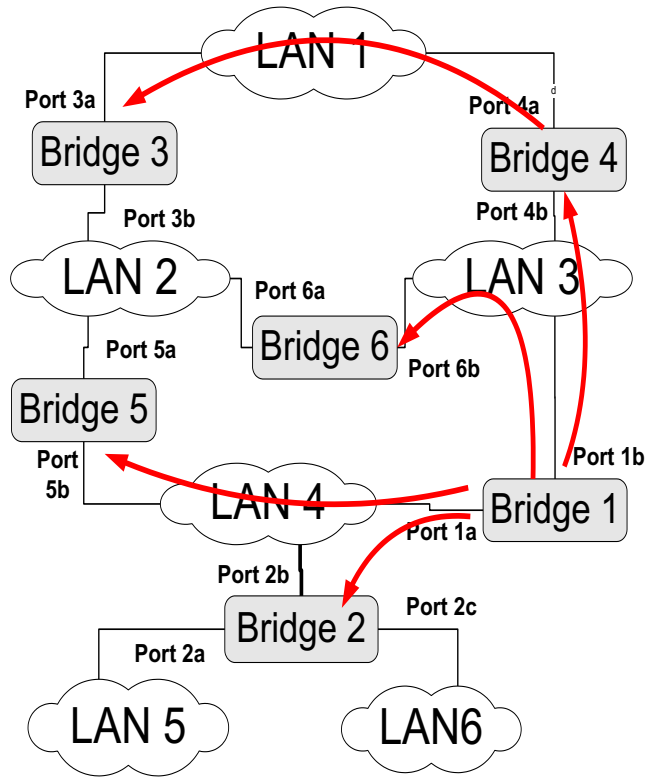 LAN 1
Port 3a
d
Port 4a
Bridge 3
Bridge 4
Port 3b
Port 4b
LAN 2
LAN 3
Port 6a
Port 5a
Bridge 6
Port 6b
Bridge 5
Port
5b
Port 1b
LAN 4
Bridge 1
Port 1a
Port 2b
Port 2c
Bridge 2
Port 2a
LAN 5
LAN6